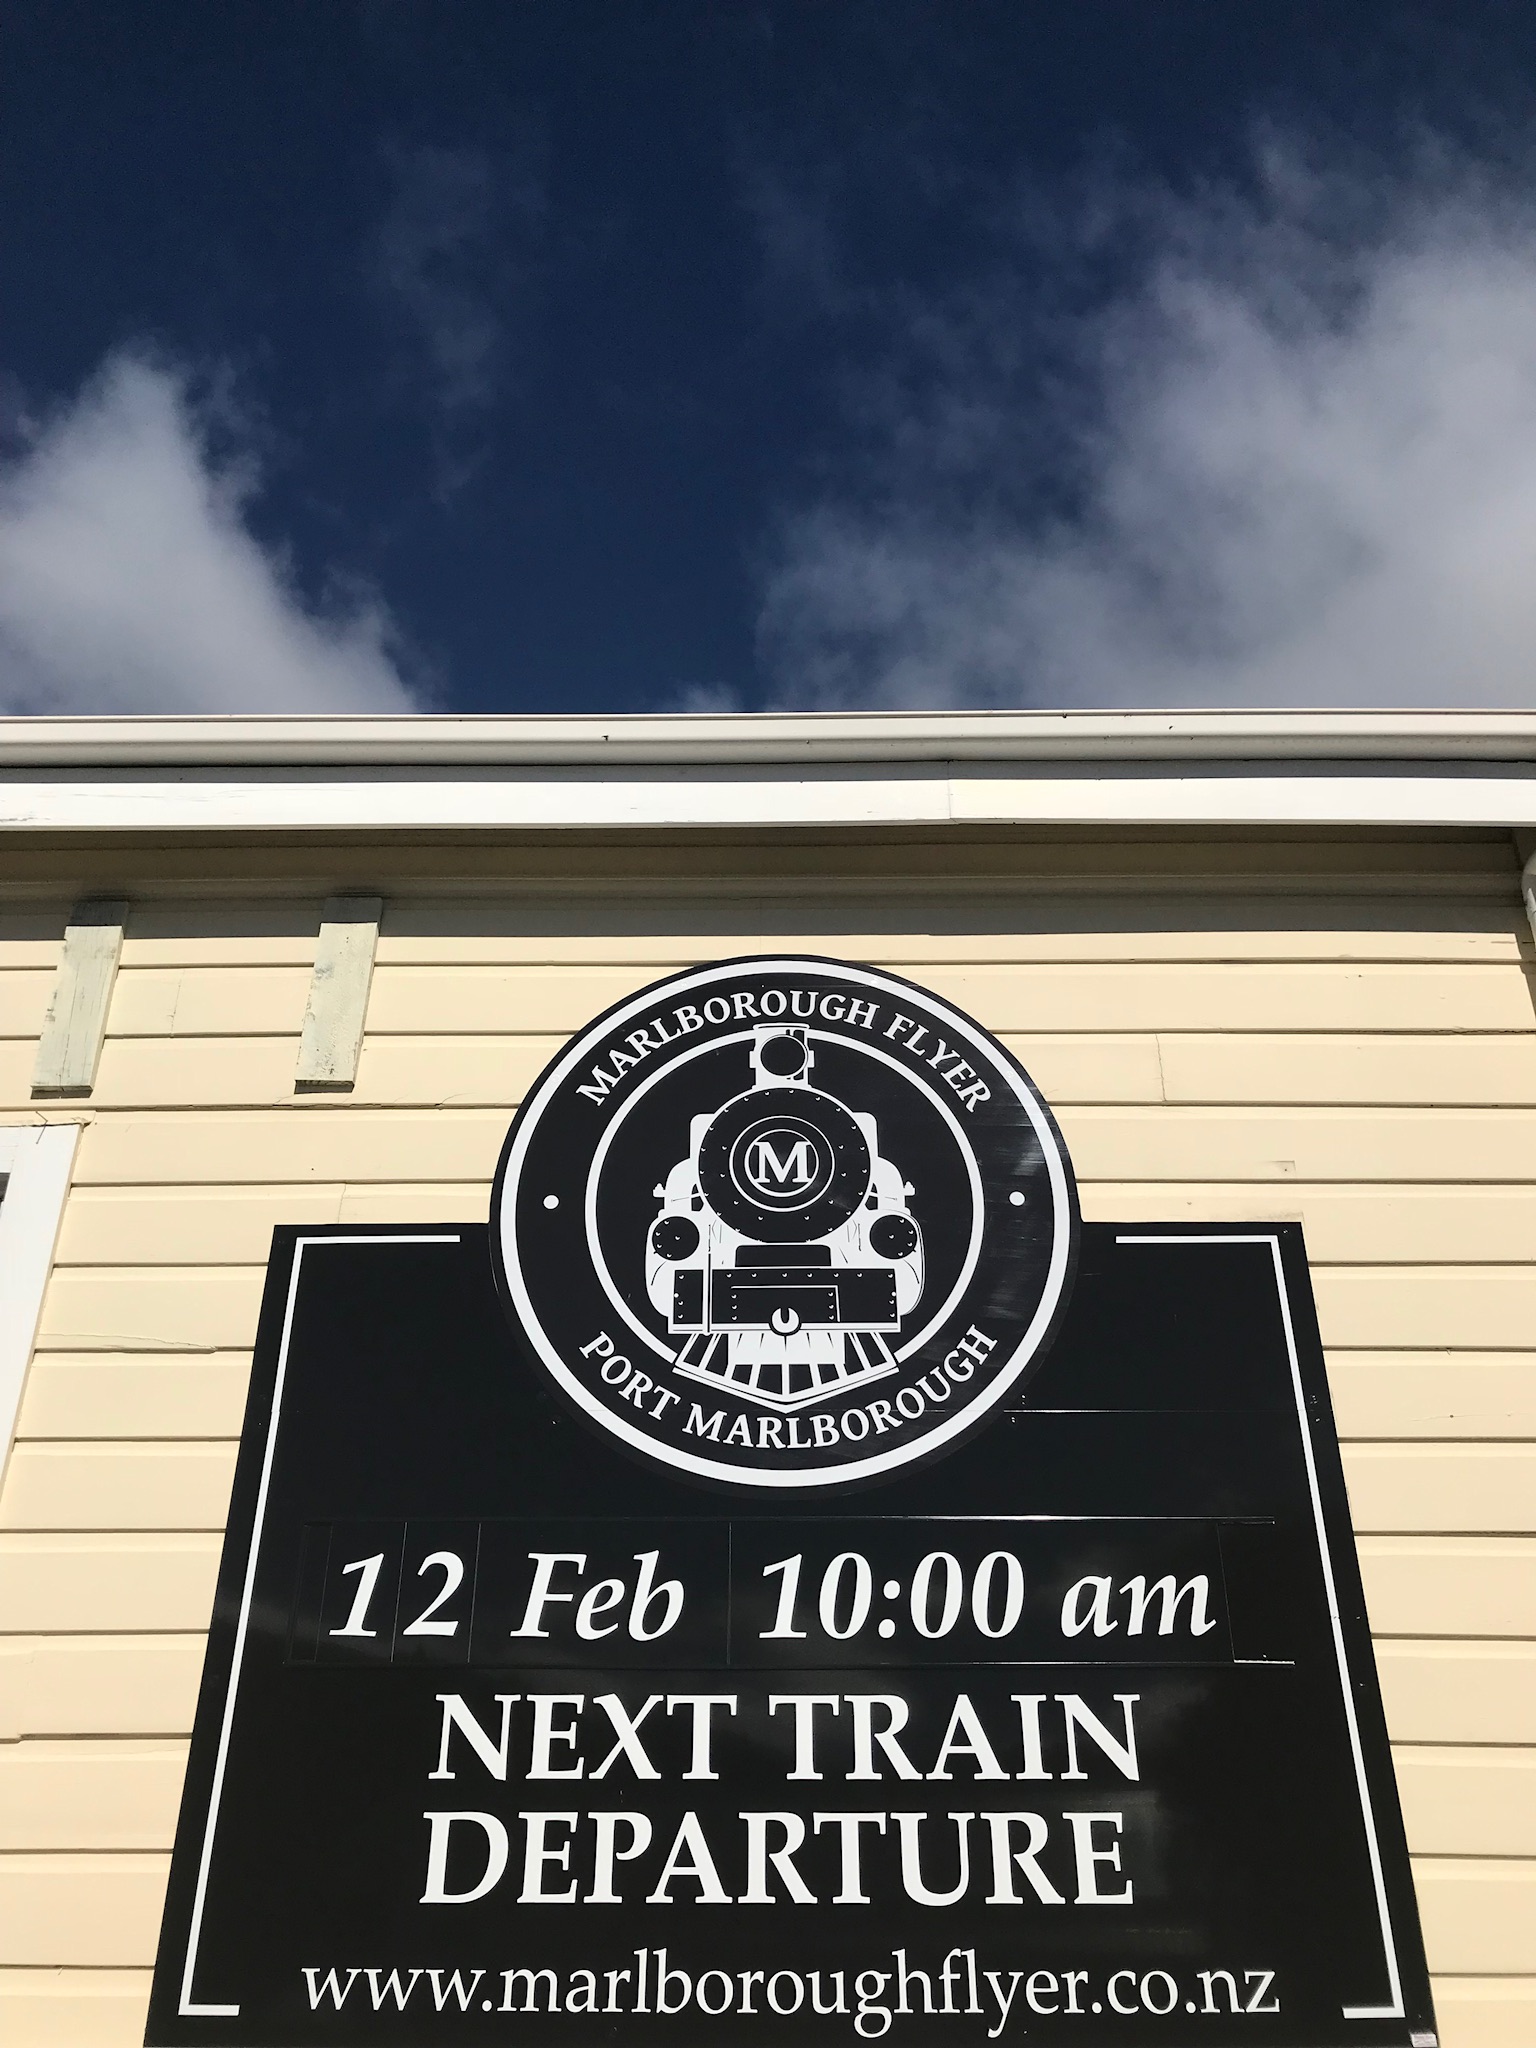 MARLBOROUGH FLYER
M
PORT MARLBOROUGH
12 Feb 10:00 am
NEXT TRAIN
DEPARTURE
www.marlboroughflyer.co.nz